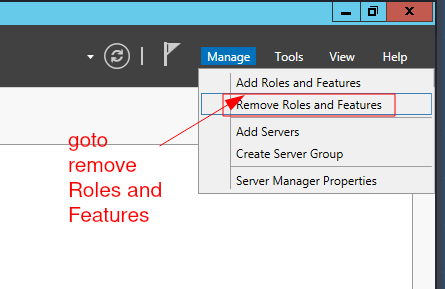 Manage Tools View Help
Add Roles and Features
Remove Roles and Features
Add Servers
Create Server Group
Server Manager Properties
goto
remove
Roles and
Features